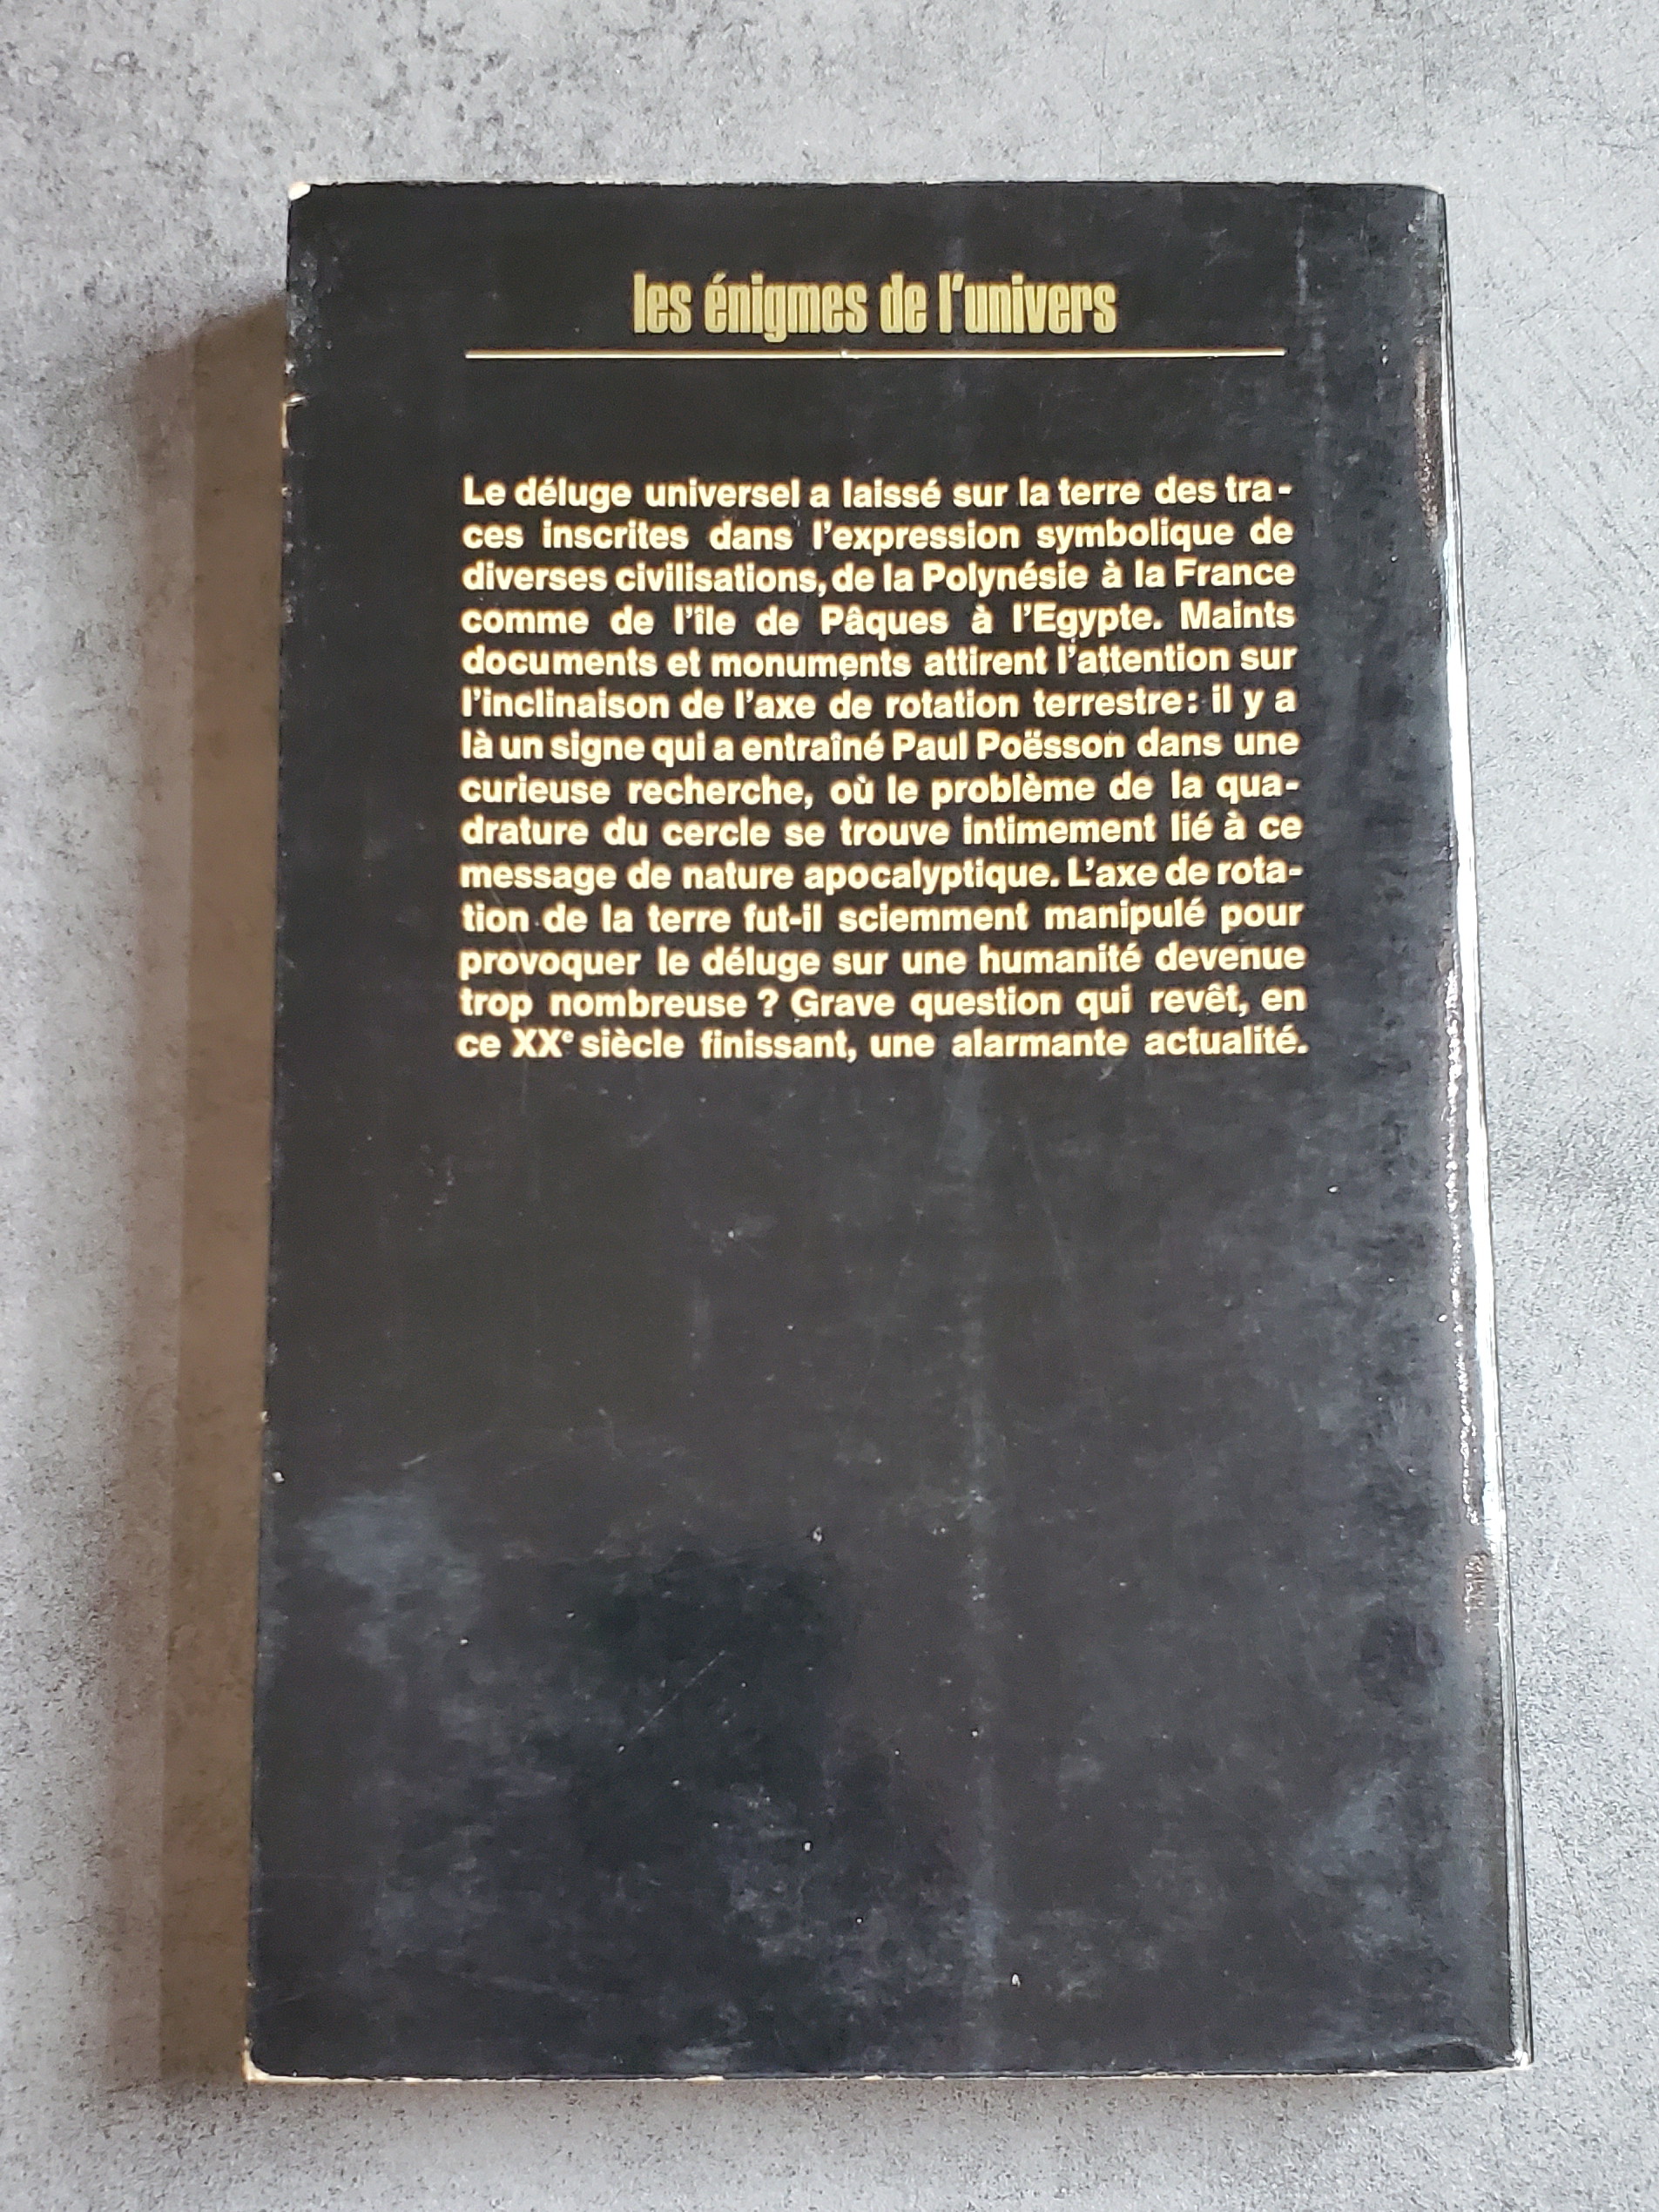 les énigmes de l'univers
Le déluge universel a laissé sur la terre des tra-
ces inscrites dans l'expression symbolique de
diverses civilisations, de la Polynésie à la France
comme de l'île de Pâques à l'Egypte. Maints
documents et monuments attirent l'attention sur
l'inclinaison de l'axe de rotation terrestre: il y a
là un signe qui a entraîné Paul Poësson dans une
curieuse recherche, où le problème de la qua-
drature du cercle se trouve intimement lié à ce
message de nature apocalyptique. L'axe de rota-
tion de la terre fut-il sciemment manipulé pour
provoquer le déluge sur une humanité devenue
trop nombreuse ? Grave question qui revêt, en
ce XXe siècle finissant, une alarmante actualité.